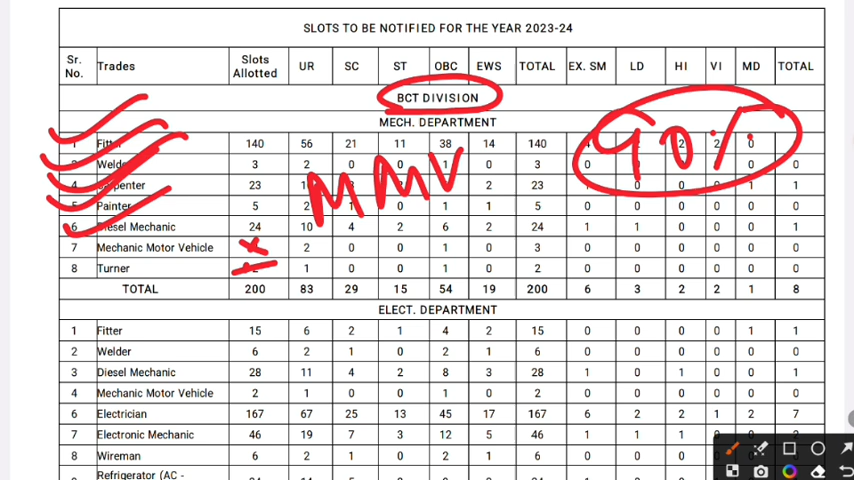 SLOTS TO BE NOTIFIED FOR THE YEAR 2023-24
Sr. No. Trades Slots Allotted UR SC ST OBC EWS TOTAL EX. SM LD HI VI MD TOTAL
BCT DIVISION
MECH. DEPARTMENT
Fitter 140 56 21 11 38 14 140 2 2 0
Welder 3 2 0 0 1 3 0 0
4 Carpenter 23 2 23 0 0 0 1 1
5 Painter 5 2 1 1 5 0 0 0 0 0 0
6 Diesel Mechanic 24 10 4 2 6 2 24 1 1 0 0 0 1
7 Mechanic Motor Vehicle 2 0 0 1 0 3 0 0 0 0 0 0
8 Turner 1 0 0 1 0 2 0 0 0 0 0 0
TOTAL 200 83 29 15 54 19 200 6 3 2 2 1 8
MMV
90%
ELECT. DEPARTMENT
1 Fitter 15 6 2 1 4 2 15 0 0 0 0 1 1
2 Welder 6 2 1 0 2 1 6 0 0 0 0 0 0
3 Diesel Mechanic 28 11 4 2 8 3 28 1 0 1 0 0 1
4 Mechanic Motor Vehicle 2 1 0 0 1 0 2 0 0 0 0 0 0
6 Electrician 167 67 25 13 45 17 167 6 2 2 1 2 7
7 Electronic Mechanic 46 19 7 3 12 5 46 1 1 1
8 Wireman 6 2 1 0 2 1 6 0 0 0
Refrigerator (AC -